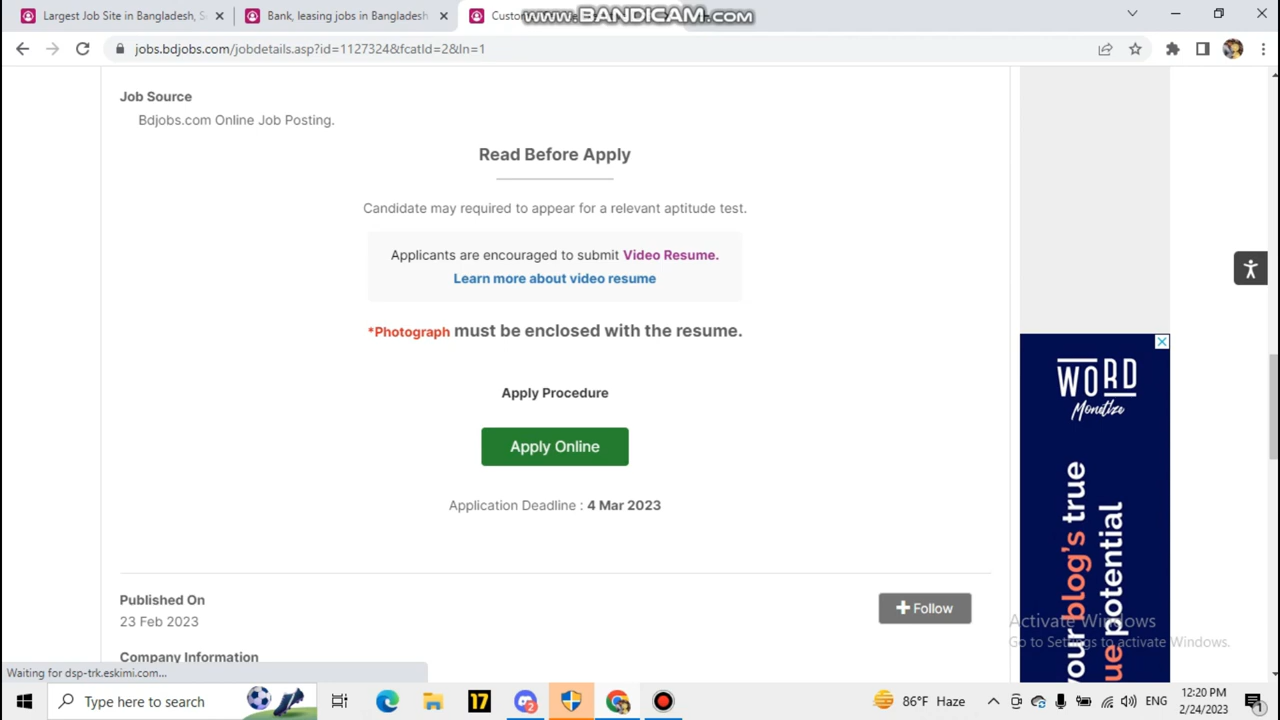 Largest Job Site in Bangladesh, S
Bank, leasing jobs in Bangladesh
Custo
www.BANDICAM.com
jobs.bdjobs.com/jobdetails.asp?id=1127324&fcatId=2&ln=1
Job Source
Bdjobs.com Online Job Posting.
Read Before Apply
Candidate may required to appear for a relevant aptitude test.
Applicants are encouraged to submit Video Resume.
Learn more about video resume
*Photograph must be enclosed with the resume.
Apply Procedure
Apply Online
Application Deadline : 4 Mar 2023
Published On
23 Feb 2023
Follow
Company Information
WORD
Monetize
your blog's true
ue potential
Activate Windows
Go to Settings to activate Windows.
Waiting for dsp-trk.eskimi.com...
Type here to search
17
2
86°F Haze
ENG
12:20 PM
2/24/2023
1